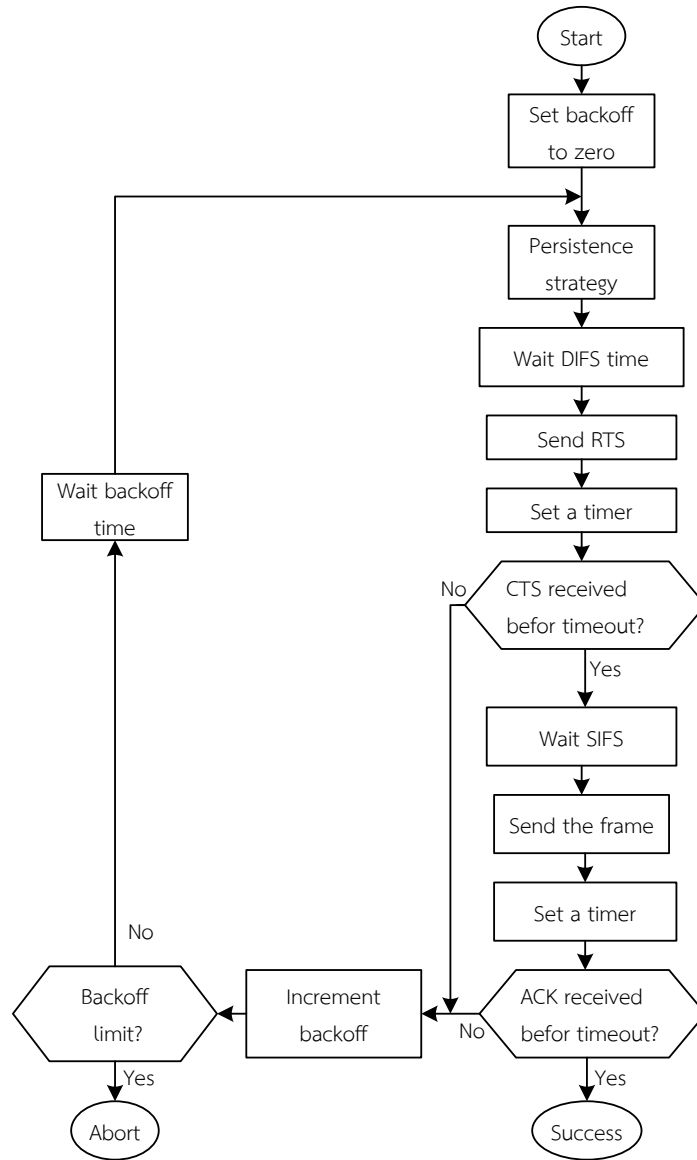 Start
Set backoff
to zero
Persistence
strategy
Wait DIFS time
Send RTS
Wait backoff
time
Set a timer
No
CTS received
befor timeout?
Yes
Wait SIFS
Send the frame
Set a timer
No
Backoff
limit?
Increment
backoff
No
ACK received
befor timeout?
Yes
Yes
Abort
Success